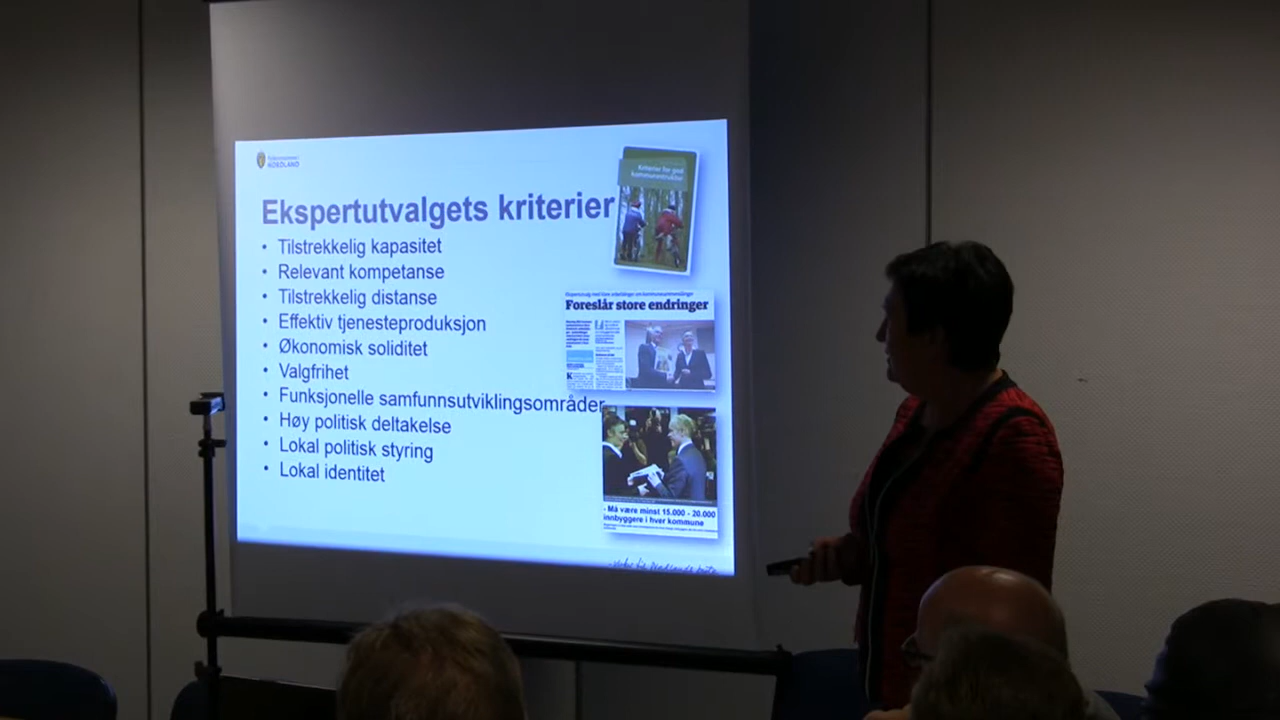 Fylkesmannen i
NORDLAND
Ekspertutvalgets kriterier
• Tilstrekkelig kapasitet
• Relevant kompetanse
• Tilstrekkelig distanse
• Effektiv tjenesteproduksjon
• Økonomisk soliditet
• Valgfrihet
• Funksjonelle samfunnsutviklingsområder
• Høy politisk deltakelse
• Lokal politisk styring
• Lokal identitet
Kriterier for god
kommunestruktur
Foreslår store endringer
- Må være minst 15.000 - 20.000
innbyggere i hver kommune